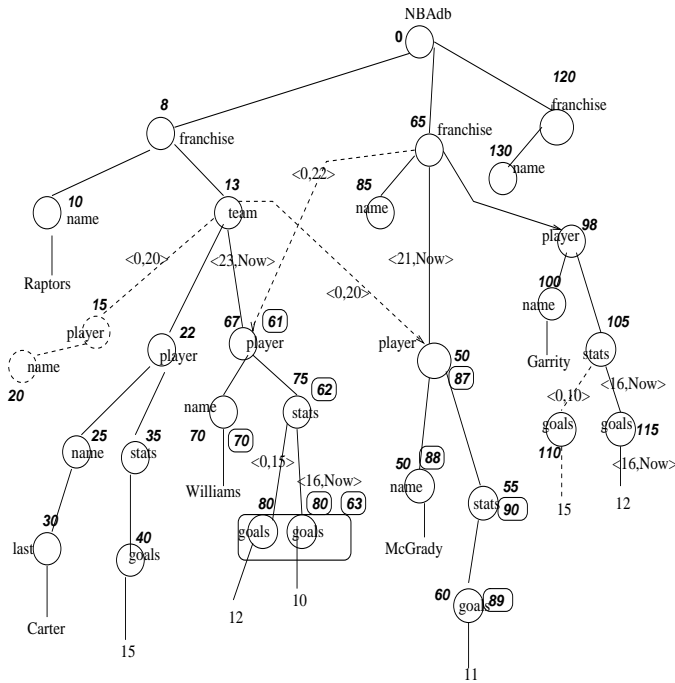 NBAdb
0
120
franchise
8
franchise
65
franchise
130
name
<0,22>
13
team
85
name
10
name
player
98
<0,20>
<23,Now>
<21,Now>
Raptors
<0,20>
100
name
15
player
22
player
67
61
player
player
50
87
105
stats
Garrity
name
20
75
62
stats
<0,10>
<16,Now>
name
70
70
25
name
35
stats
goals
110
goals
115
50
88
name
<0,15>
<16,Now>
55
stats
90
<16,Now>
Williams
80
80
63
15
12
30
last
goals
goals
McGrady
40
goals
12
10
60
goals
89
Carter
15
11